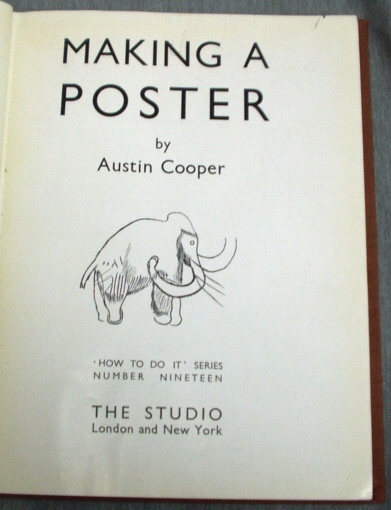 MAKING A
POSTER
by
Austin Cooper
'HOW TO DO IT' SERIES
NUMBER NINETEEN
THE STUDIO
London and New York